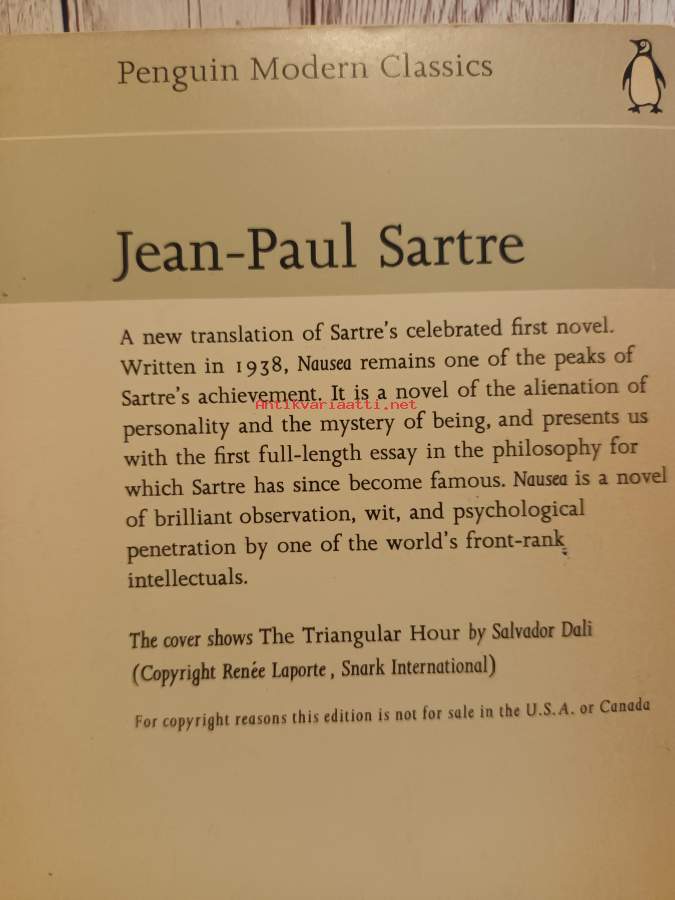 Penguin Modern Classics
Jean-Paul Sartre
A new translation of Sartre's celebrated first novel.
Written in 1938, Nausea remains one of the peaks of
Sartre's achievement. It is a novel of the alienation of
Antikvariaatti.net
personality and the mystery of being, and presents us
with the first full-length essay in the philosophy for
which Sartre has since become famous. Nausea is a novel
of brilliant observation, wit, and psychological
penetration by one of the world's front-rank
intellectuals.
The cover shows The Triangular Hour by Salvador Dali
(Copyright Renée Laporte, Snark International)
For copyright reasons this edition is not for sale in the U.S.A. or Canada